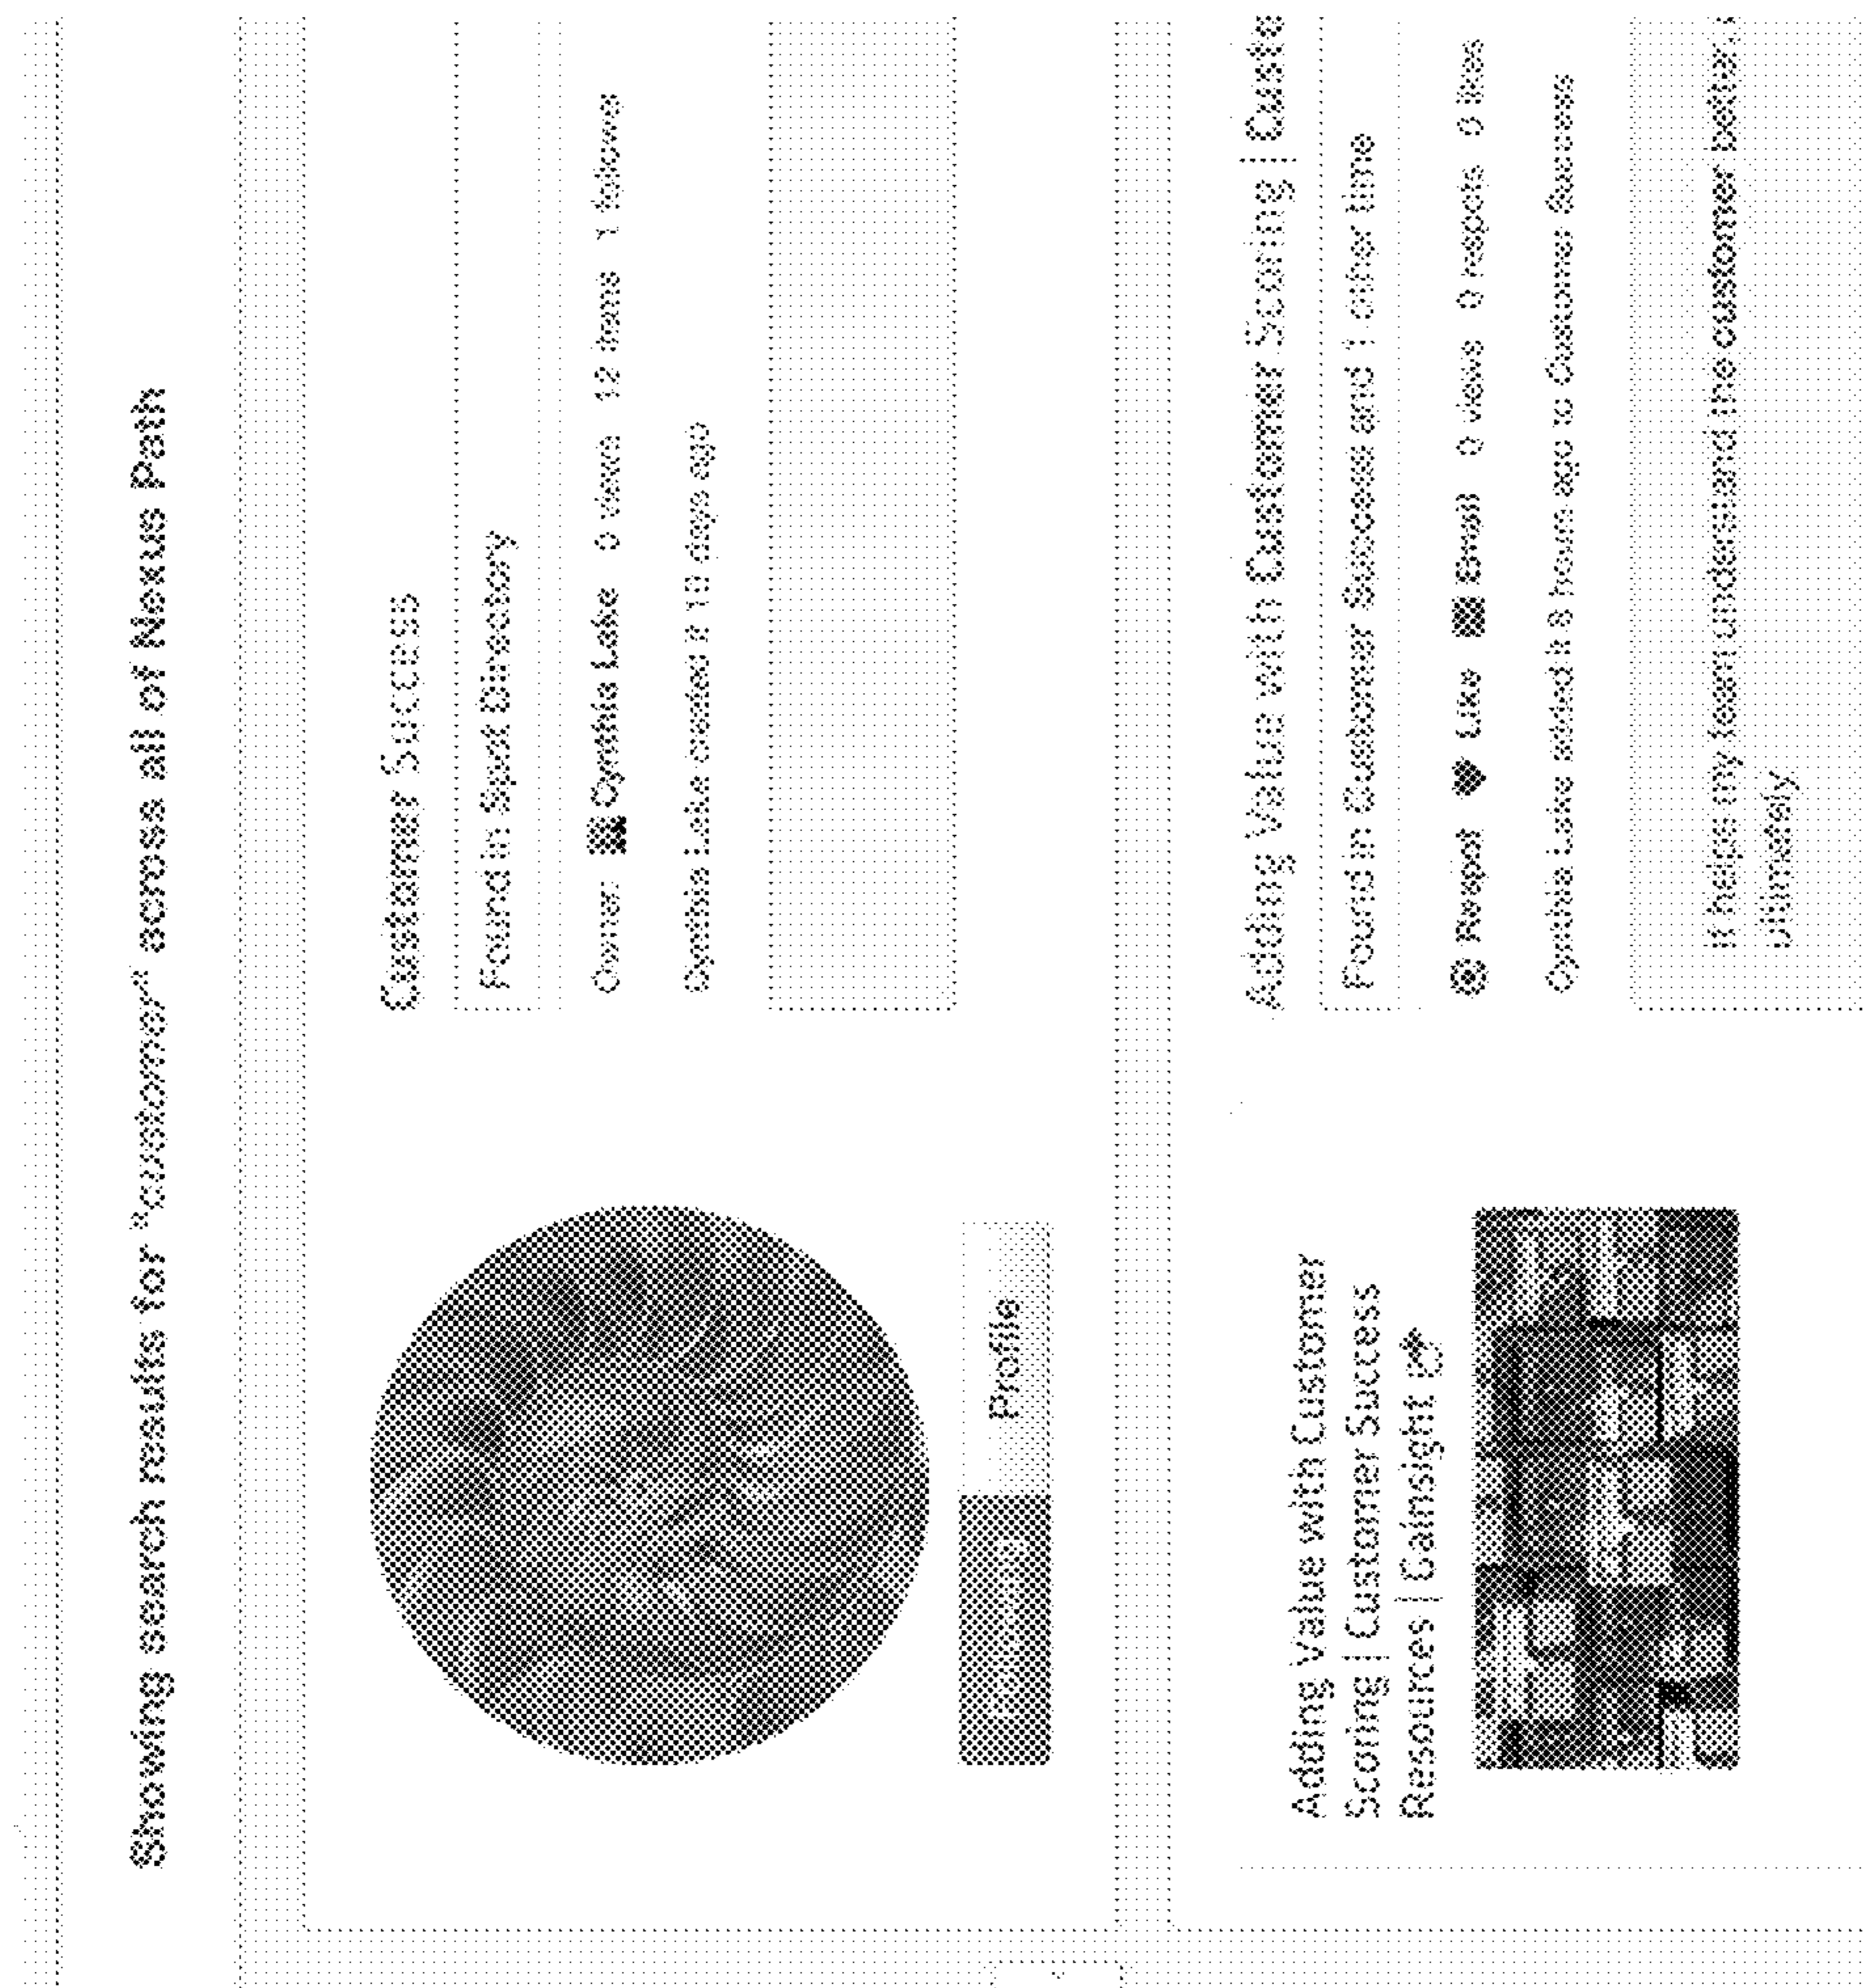 Showing search results for "customer" across all of Nexus Path
Customer Success
Found in Spot Directory
Owner: Cynthia Lake 0 views 12 items 1 follower
Cynthia Lake created it 10 days ago
Profile
Adding Value with Customer Scoring | Custo
Found in Customer Success and 1 other time
Respot Like Email 0 views 0 respots 0 likes
Cynthia Lake added it 8 hours ago to Customer Success
It helps my team understand the customer better.
ultimately
Adding Value with Customer
Scoring | Customer Success
Resources | Gainsight